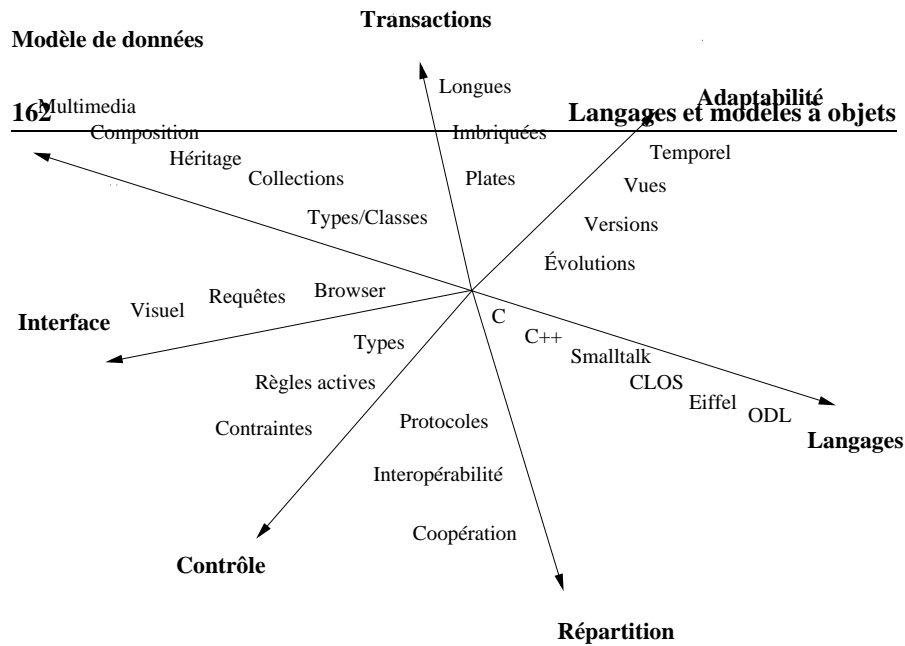 Transactions
Modèle de données
Longues
Adaptabilité
162
Multimedia
Langages et modèles à objets
Composition
Imbriquées
Héritage
Temporel
Collections
Plates
Vues
Types/Classes
Versions
Évolutions
Browser
Requêtes
Visuel
Interface
C
C++
Types
Smalltalk
Règles actives
CLOS
Eiffel
ODL
Contraintes
Protocoles
Langages
Interopérabilité
Coopération
Contrôle
Répartition